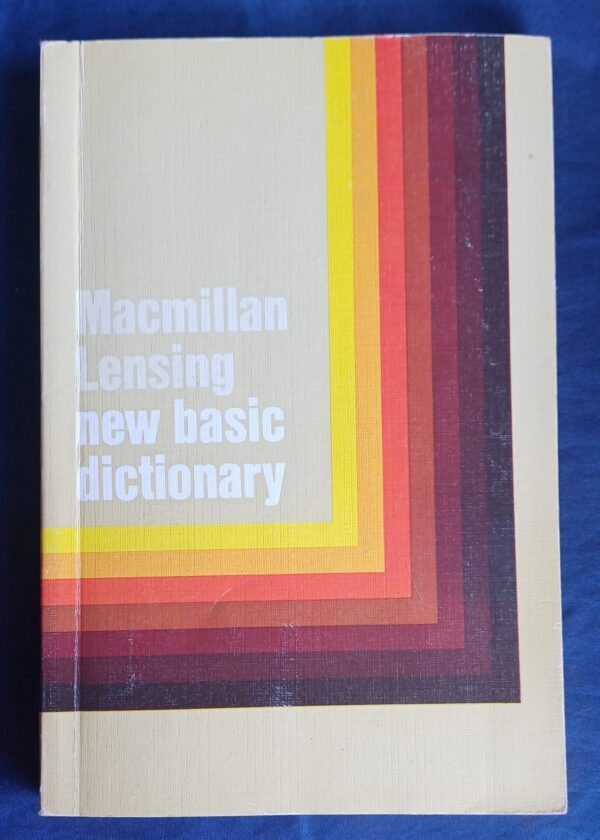 Macmillan
Lensing
new basic
dictionary